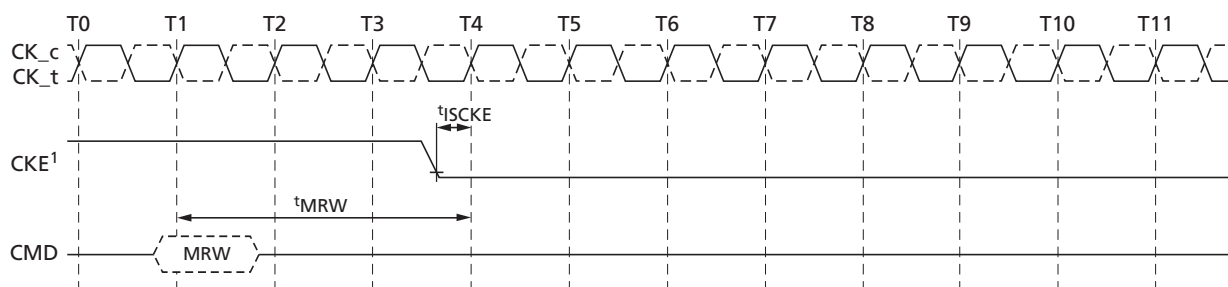 T0 T1 T2 T3 T4 T5 T6 T7 T8 T9 T10 T11
CK_c
CK_t
tISCKE
CKE1
tMRW
CMD MRW